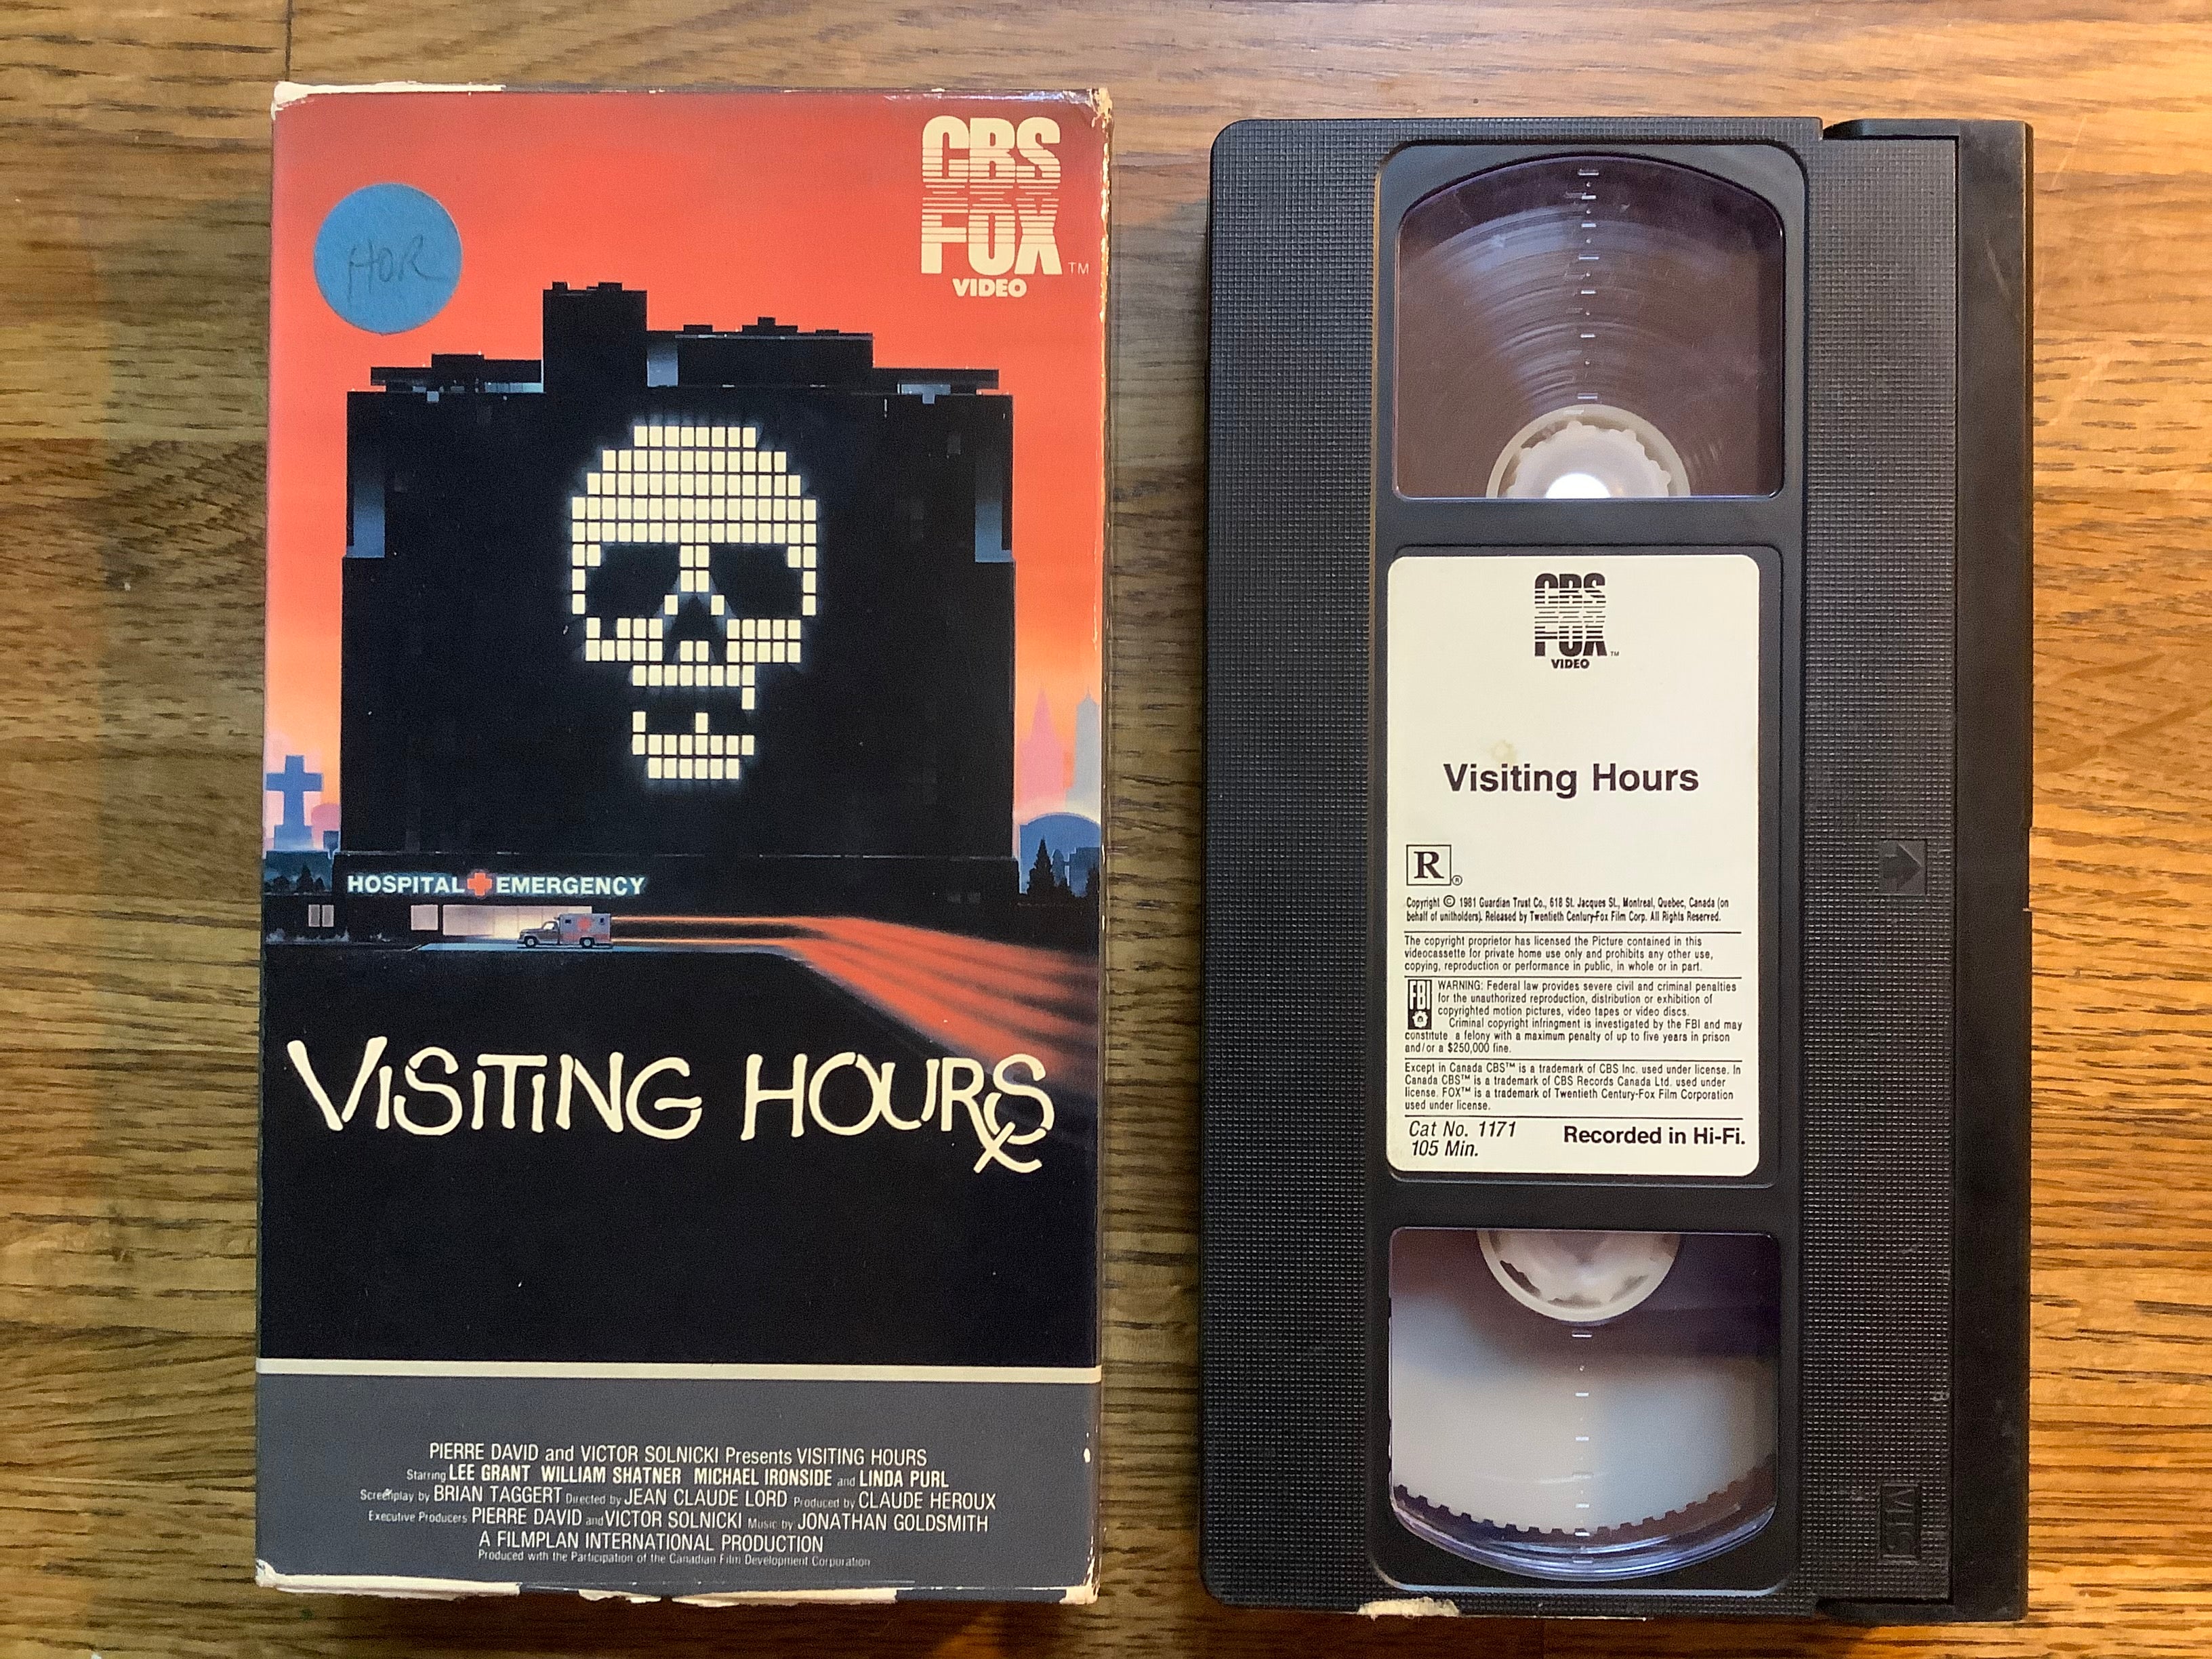 HOR
CBS
FOX
TM
VIDEO
HOSPITAL EMERGENCY
VISITING HOURS
PIERRE DAVID and VICTOR SOLNICKI Presents VISITING HOURS
Starring LEE GRANT WILLIAM SHATNER MICHAEL IRONSIDE and LINDA PURL
Screenplay by BRIAN TAGGERT Directed by JEAN CLAUDE LORD Produced by CLAUDE HEROUX
Executive Producers PIERRE DAVID and VICTOR SOLNICKI Music by JONATHAN GOLDSMITH
A FILMPLAN INTERNATIONAL PRODUCTION
Produced with the Participation of the Canadian Film Development Corporation
CBS
FOX
TM
VIDEO
Visiting Hours
R ®
Copyright © 1981 Guardian Trust Co., 618 St. Jacques St., Montreal, Quebec, Canada (on
behalf of unitholders). Released by Twentieth Century-Fox Film Corp. All Rights Reserved.
The copyright proprietor has licensed the Picture contained in this
videocassette for private home use only and prohibits any other use,
copying, reproduction or performance in public, in whole or in part.
FBI
WARNING: Federal law provides severe civil and criminal penalties
for the unauthorized reproduction, distribution or exhibition of
copyrighted motion pictures, video tapes or video discs.
Criminal copyright infringment is investigated by the FBI and may
constitute a felony with a maximum penalty of up to five years in prison
and/or a $250,000 fine.
Except in Canada CBS™ is a trademark of CBS Inc. used under license. In
Canada CBS™ is a trademark of CBS Records Canada Ltd. used under
license. FOX™ is a trademark of Twentieth Century-Fox Film Corporation
used under license.
Cat No. 1171
105 Min.
Recorded in Hi-Fi.
VHS